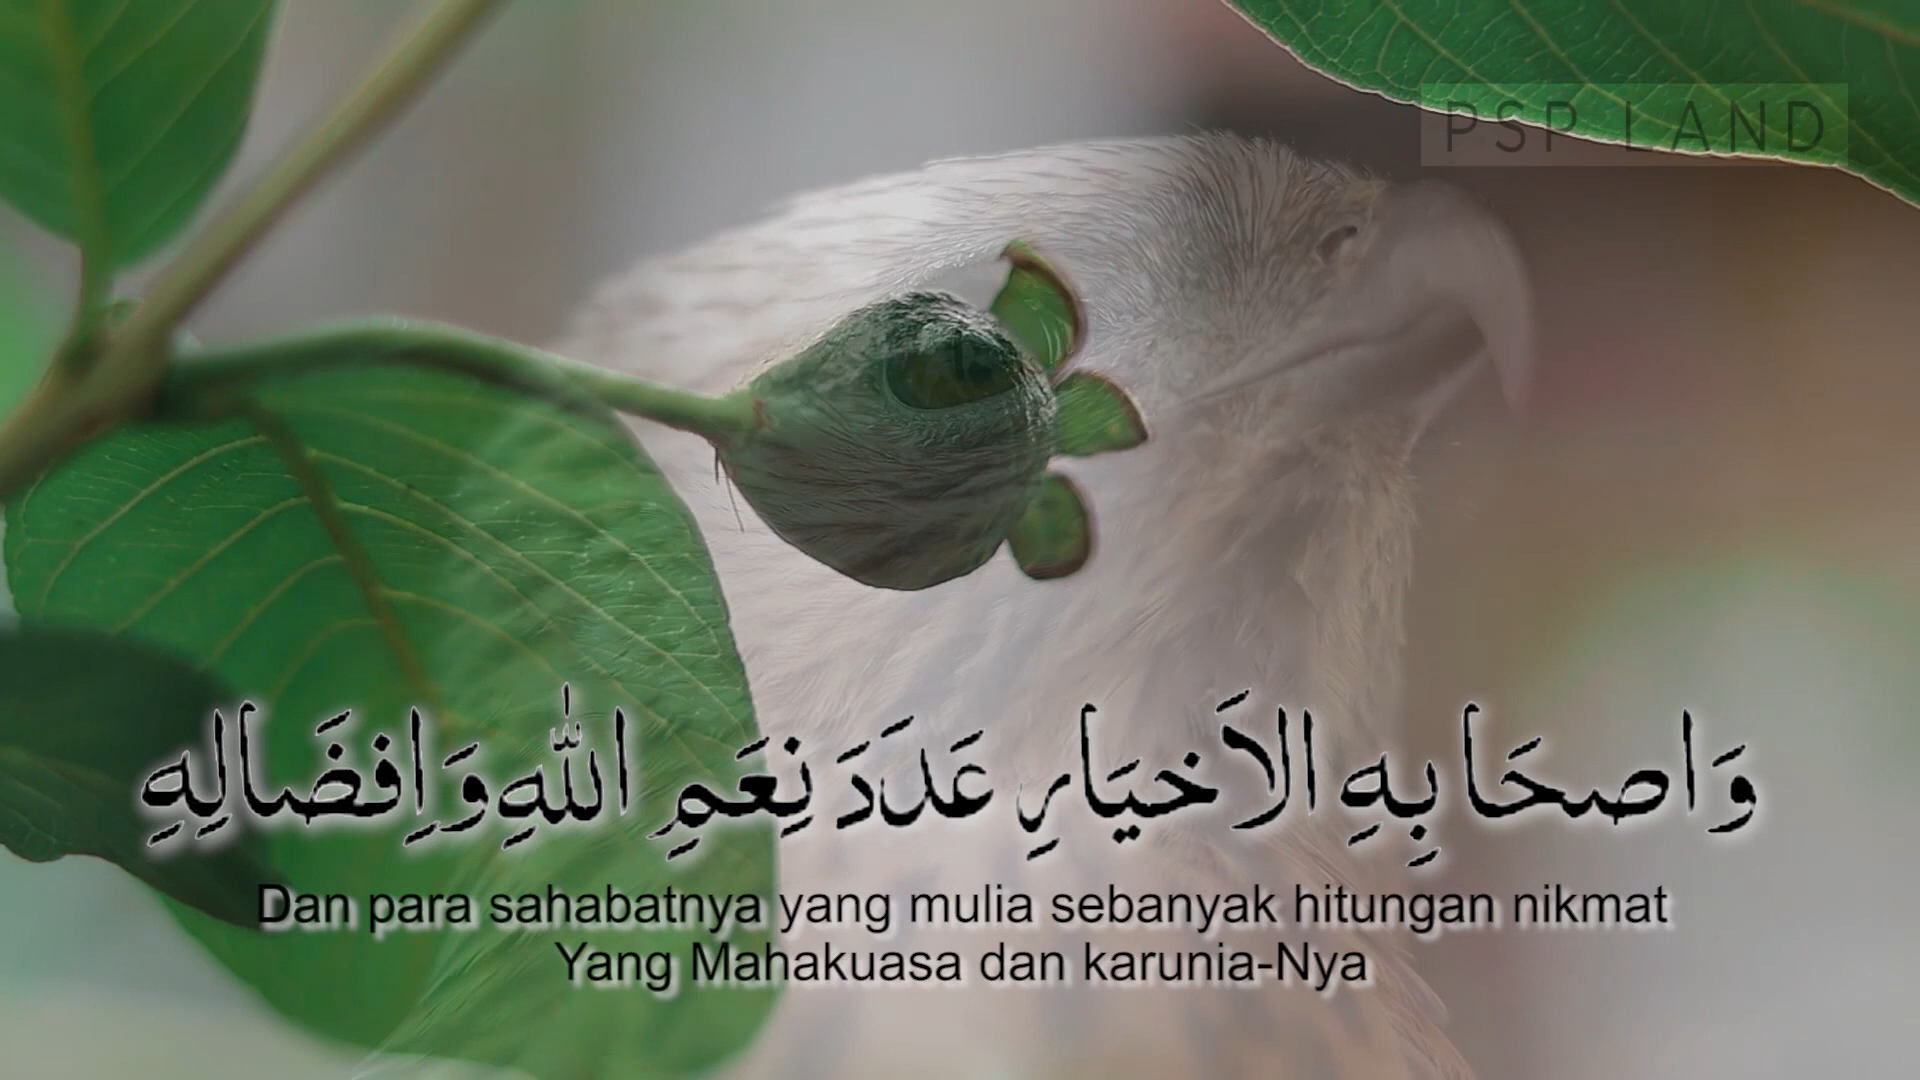 PSP LAND
وَاصحَابِهِ الاَخيَارِ عَدَدَ نِعَمِ اللّٰهِ وَاِفضَالِهِ
Dan para sahabatnya yang mulia sebanyak hitungan nikmat
Yang Mahakuasa dan karunia-Nya